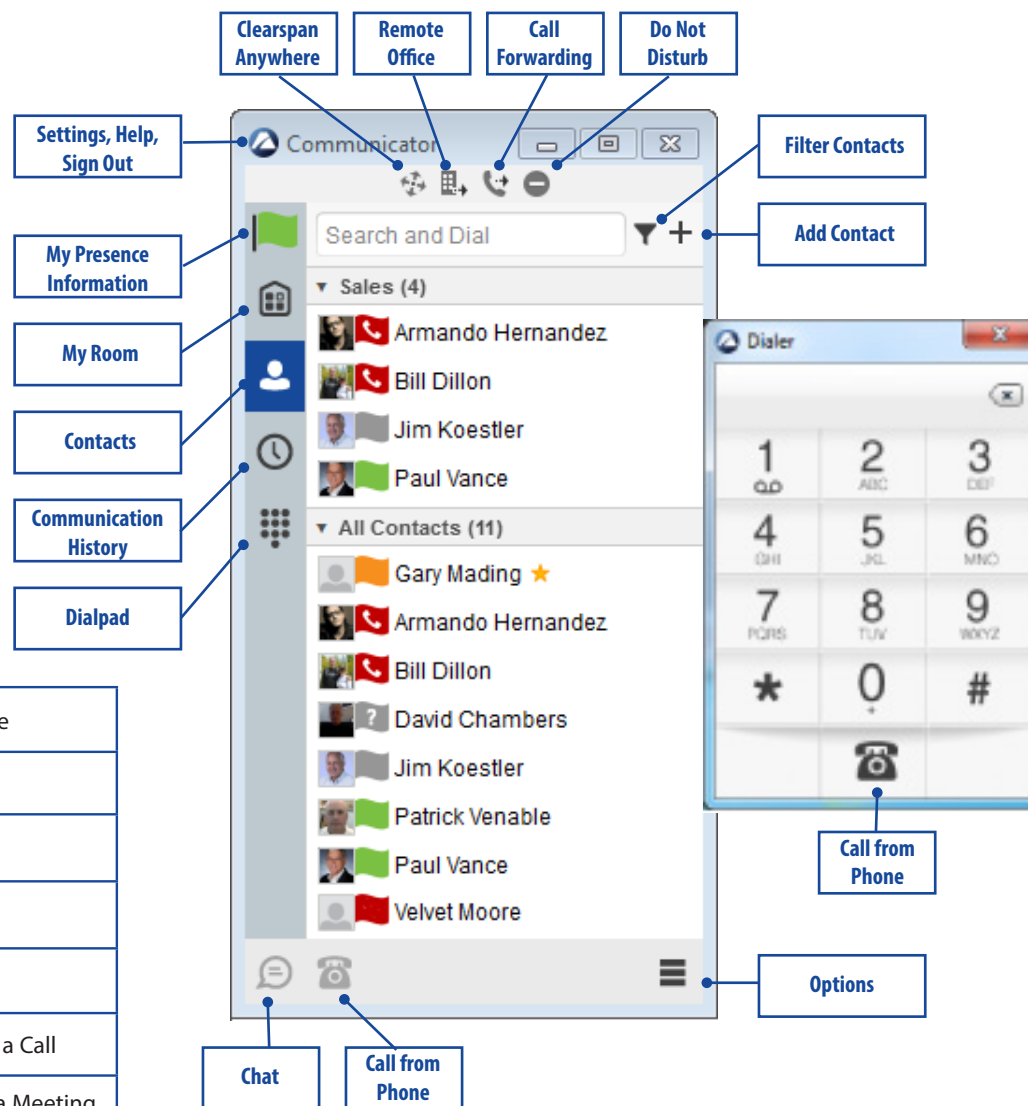 Clearspan
Anywhere
Remote
Office
Call
Forwarding
Do Not
Disturb
Settings, Help,
Sign Out
Communicator
Filter Contacts
My Presence
Information
Search and Dial
Add Contact
Sales (4)
My Room
Armando Hernandez
Dialer
Bill Dillon
Contacts
Jim Koestler
Paul Vance
1
2 ABC
3 DEF
Communication
History
All Contacts (11)
4 GHI
5 JKL
6 MNO
Gary Mading
Dialpad
Armando Hernandez
7 PQRS
8 TUV
9 WXYZ
Bill Dillon
* 0 #
+
David Chambers
?
Jim Koestler
Patrick Venable
Paul Vance
Call from
Phone
Velvet Moore
Options
e
a Call
a Meeting
Chat
Call from
Phone